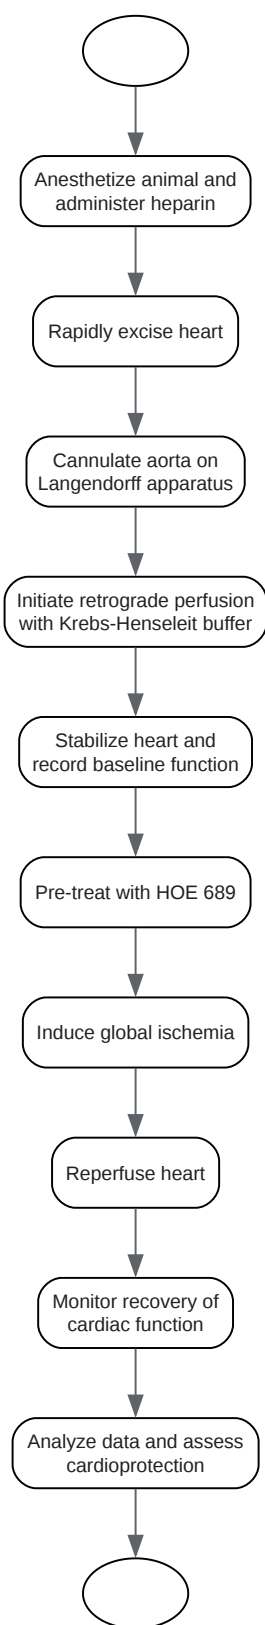 Anesthetize animal and
administer heparin
Rapidly excise heart
Cannulate aorta on
Langendorff apparatus
Initiate retrograde perfusion
with Krebs-Henseleit buffer
Stabilize heart and
record baseline function
Pre-treat with HOE 689
Induce global ischemia
Reperfuse heart
Monitor recovery of
cardiac function
Analyze data and assess
cardioprotection